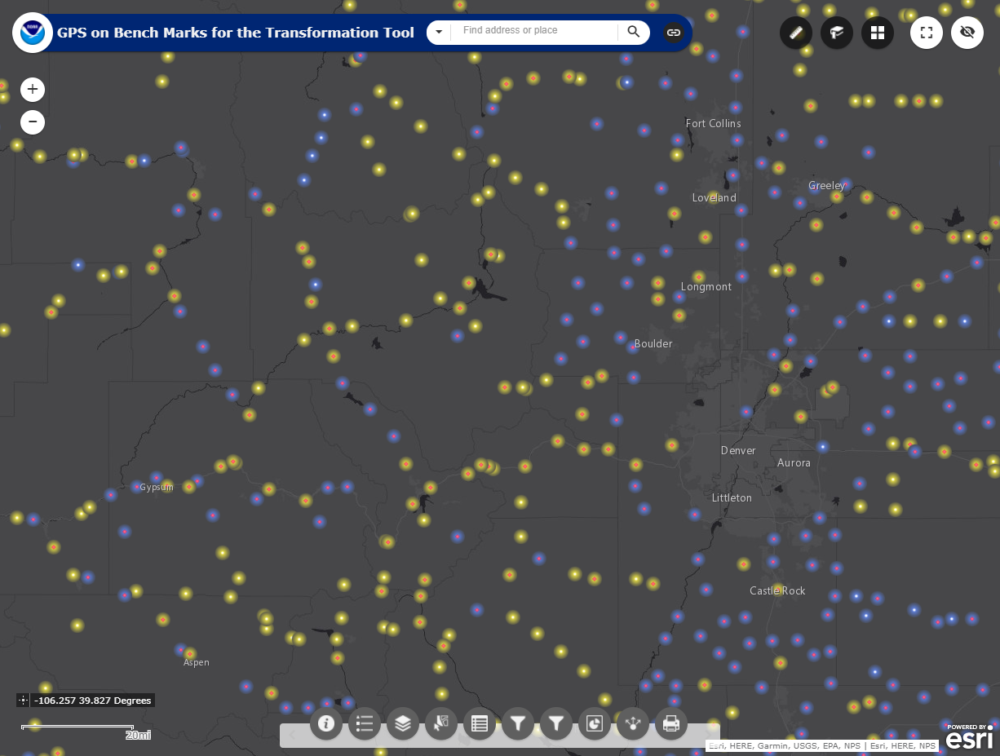 NOAA
GPS on Bench Marks for the Transformation Tool
Find address or place
+
−
Fort Collins
Greeley
Loveland
Longmont
Boulder
Denver
Aurora
Gypsum
Littleton
Castle Rock
Aspen
-106.257 39.827 Degrees
20mi
POWERED BY
esri
Esri, HERE, Garmin, USGS, EPA, NPS | Esri, HERE, NPS